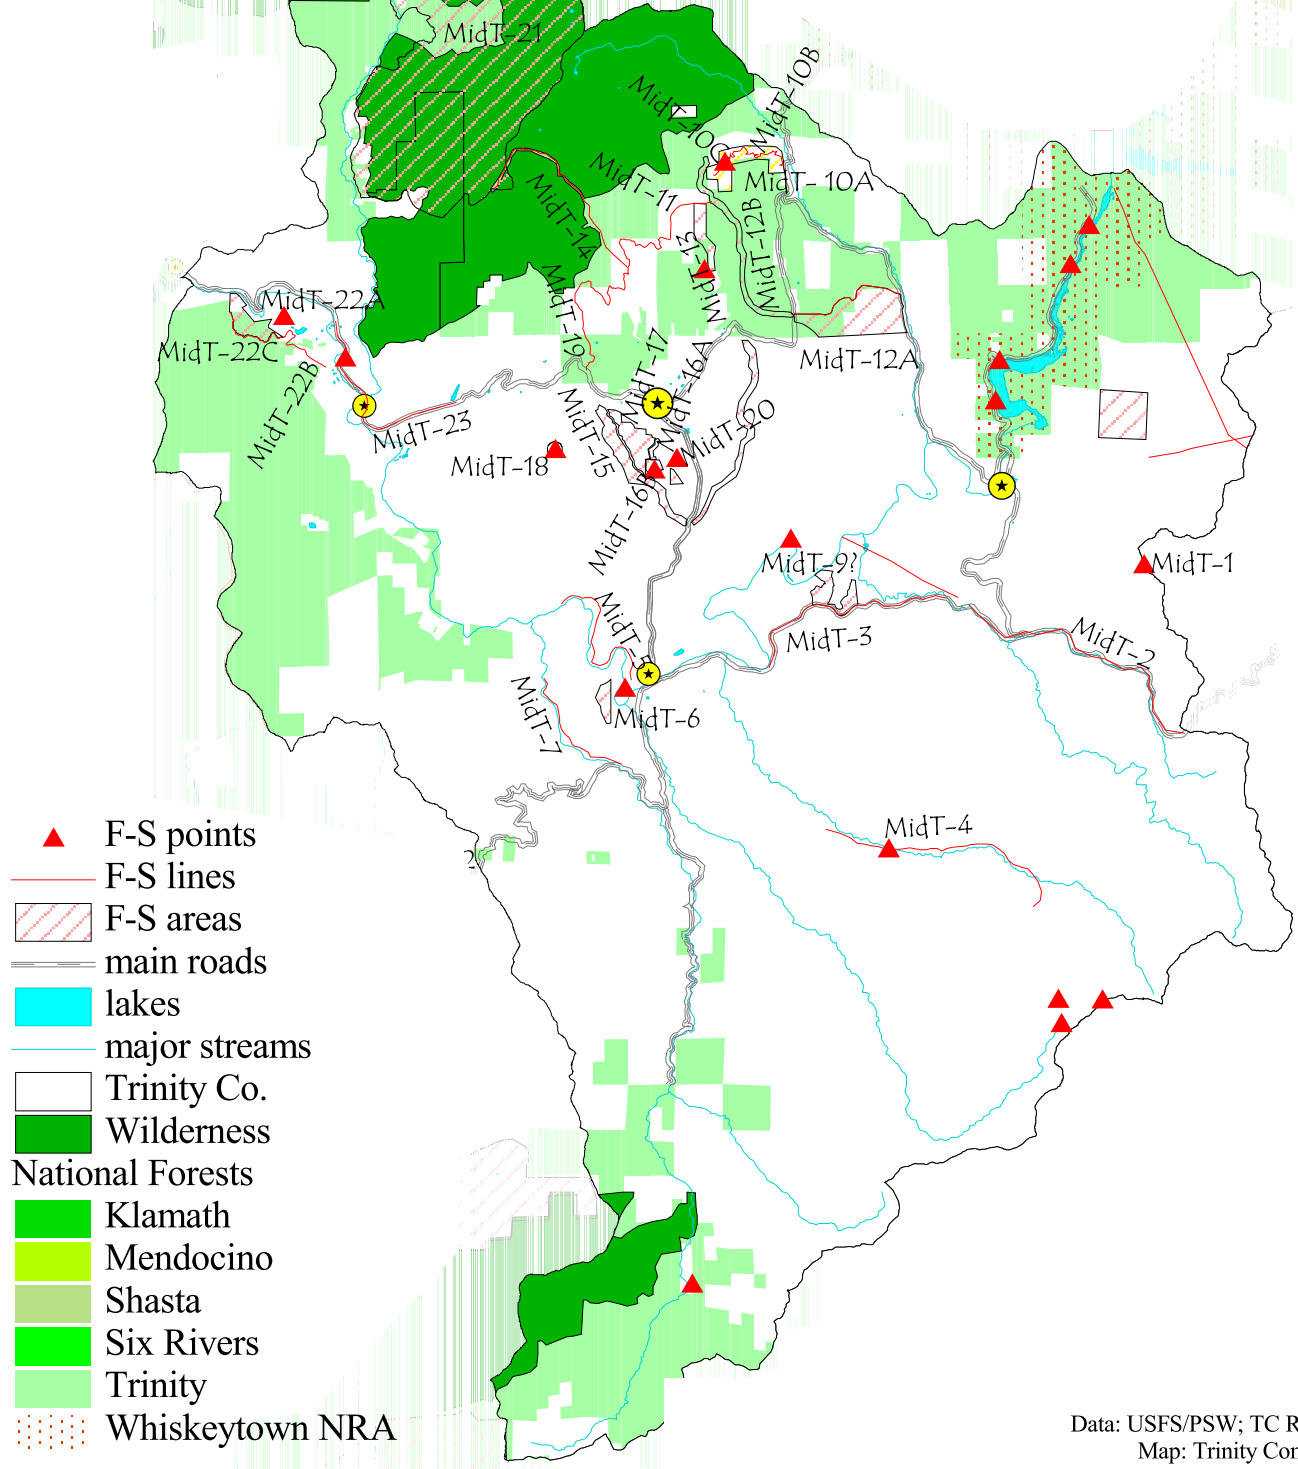 MidT-21
MidT-10B
MidT-10C
MidT-10A
MidT-11
MidT-14
MidT-12B
MidT-13
MidT-22A
MidT-19
MidT-22C
MidT-17
MidT-16A
MidT-12A
MidT-22B
MidT-23
MidT-15
MidT-20
MidT-18
MidT-16B
MidT-9?
MidT-1
MidT-5
MidT-3
MidT-2
MidT-7
MidT-6
MidT-4
?
F-S points
F-S lines
F-S areas
main roads
lakes
major streams
Trinity Co.
Wilderness
National Forests
Klamath
Mendocino
Shasta
Six Rivers
Trinity
Whiskeytown NRA
Data: USFS/PSW; TC R
Map: Trinity Con